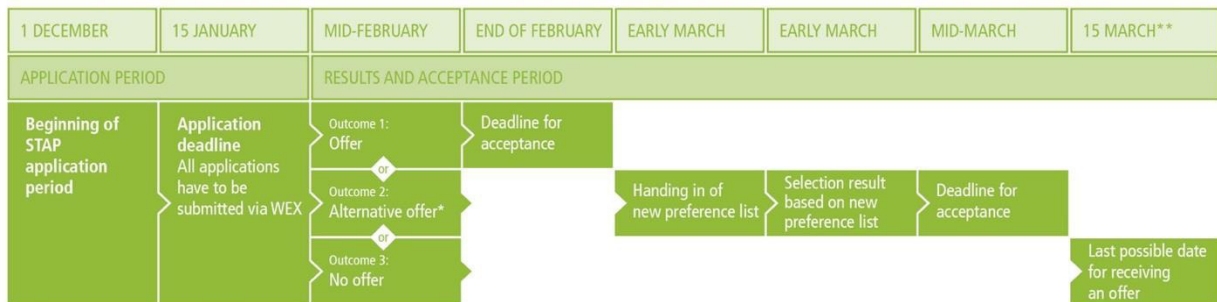 1 DECEMBER
15 JANUARY
MID-FEBRUARY
END OF FEBRUARY
EARLY MARCH
EARLY MARCH
MID-MARCH
15 MARCH**
APPLICATION PERIOD
RESULTS AND ACCEPTANCE PERIOD
Beginning of
STAP
application
period
Application
deadline
All applications
have to be
submitted via WEX
Outcome 1:
Offer
Deadline for
acceptance
or
Outcome 2:
Alternative offer*
Handing in of
new preference list
Selection result
based on new
preference list
Deadline for
acceptance
or
Outcome 3:
No offer
Last possible date
for receiving
an offer